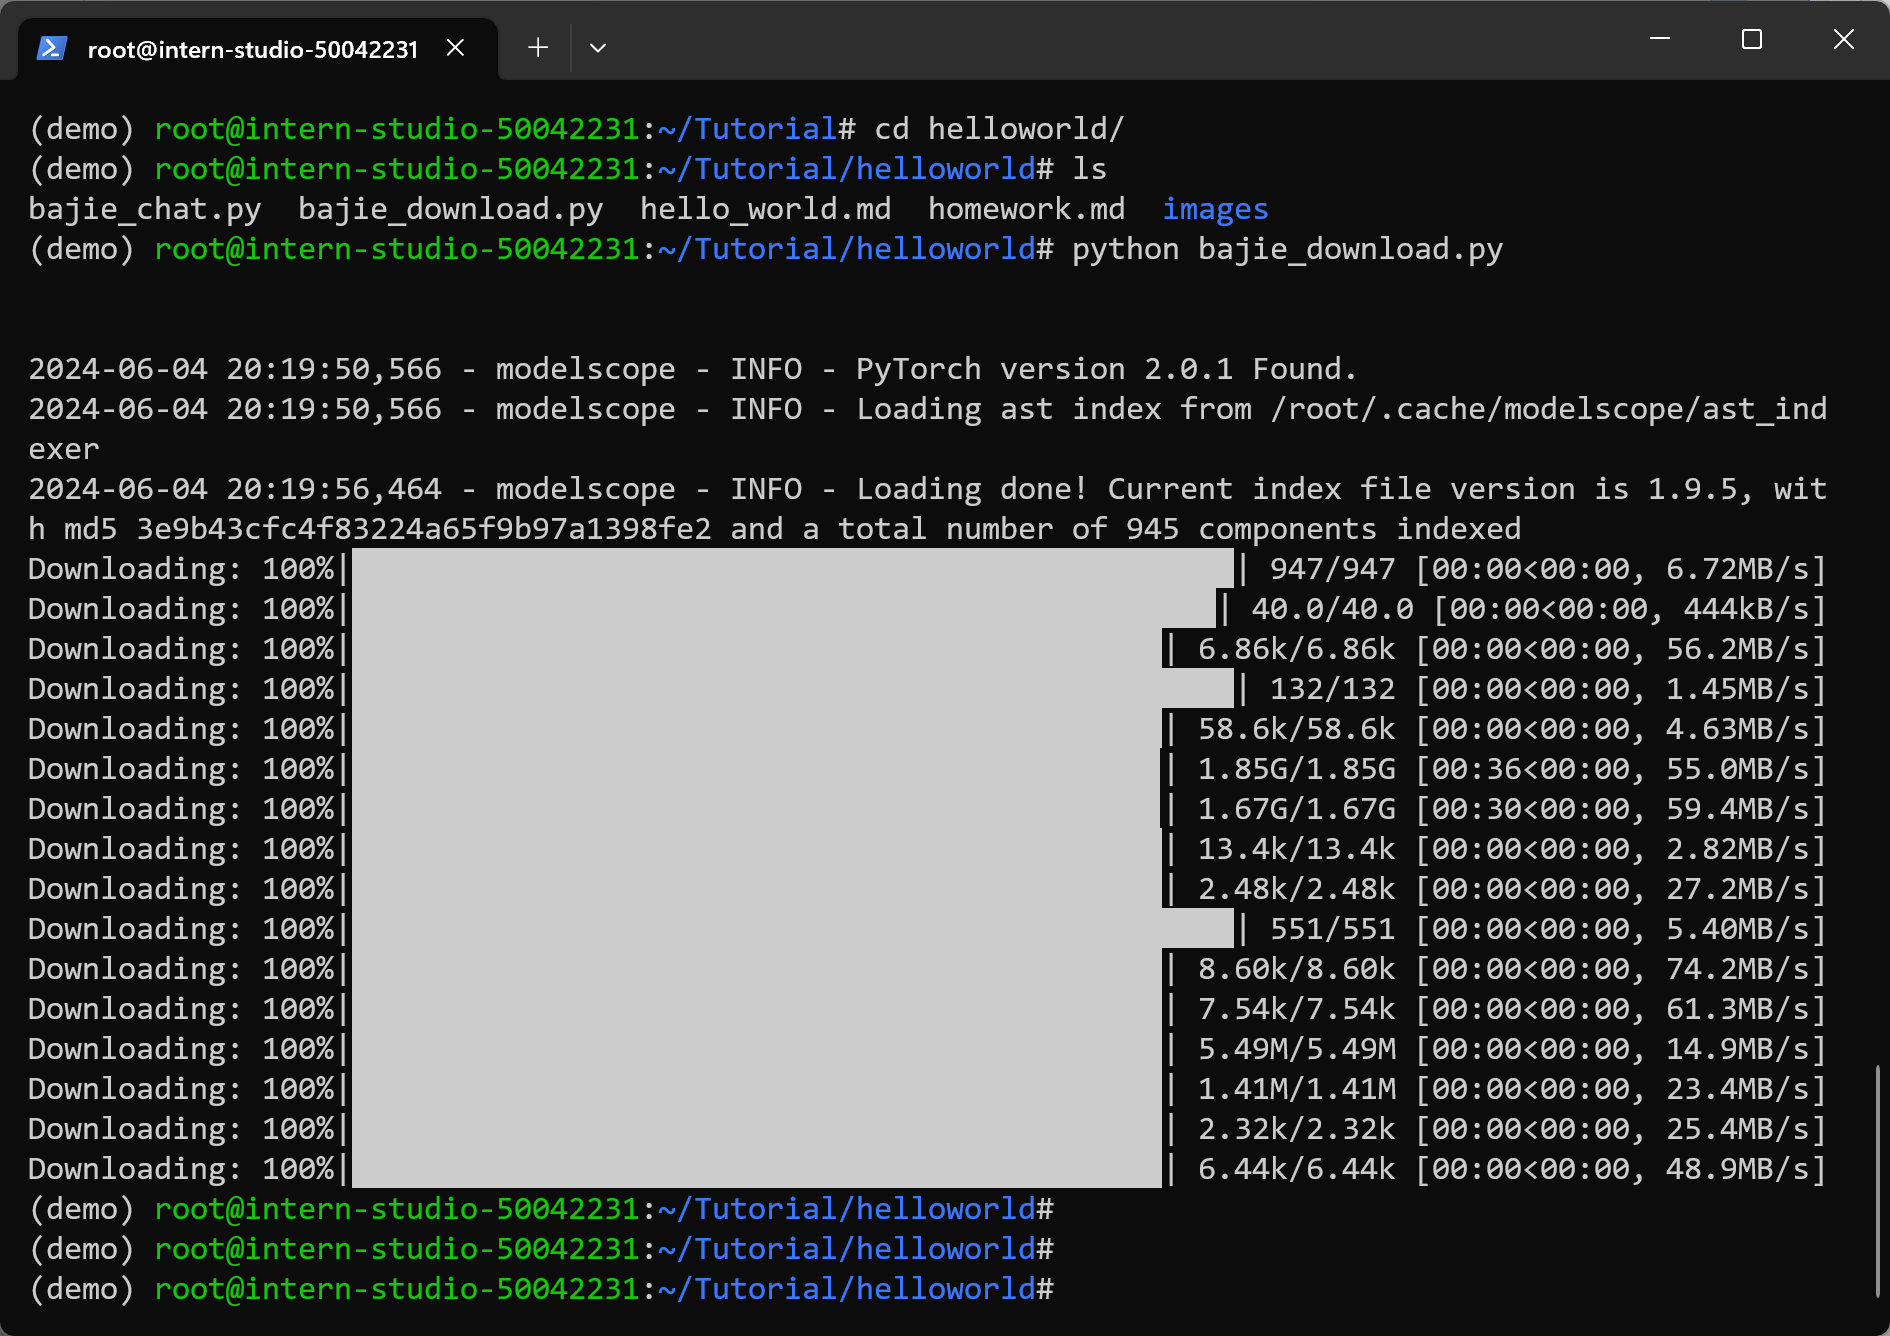 root@intern-studio-50042231
(demo) root@intern-studio-50042231:~/Tutorial# cd helloworld/
(demo) root@intern-studio-50042231:~/Tutorial/helloworld# ls
bajie_chat.py  bajie_download.py  hello_world.md  homework.md  images
(demo) root@intern-studio-50042231:~/Tutorial/helloworld# python bajie_download.py
2024-06-04 20:19:50,566 - modelscope - INFO - PyTorch version 2.0.1 Found.
2024-06-04 20:19:50,566 - modelscope - INFO - Loading ast index from /root/.cache/modelscope/ast_ind
exer
2024-06-04 20:19:56,464 - modelscope - INFO - Loading done! Current index file version is 1.9.5, wit
h md5 3e9b43cfc4f83224a65f9b97a1398fe2 and a total number of 945 components indexed
Downloading: 100%| | 947/947 [00:00<00:00, 6.72MB/s]
Downloading: 100%| | 40.0/40.0 [00:00<00:00, 444kB/s]
Downloading: 100%| | 6.86k/6.86k [00:00<00:00, 56.2MB/s]
Downloading: 100%| | 132/132 [00:00<00:00, 1.45MB/s]
Downloading: 100%| | 58.6k/58.6k [00:00<00:00, 4.63MB/s]
Downloading: 100%| | 1.85G/1.85G [00:36<00:00, 55.0MB/s]
Downloading: 100%| | 1.67G/1.67G [00:30<00:00, 59.4MB/s]
Downloading: 100%| | 13.4k/13.4k [00:00<00:00, 2.82MB/s]
Downloading: 100%| | 2.48k/2.48k [00:00<00:00, 27.2MB/s]
Downloading: 100%| | 551/551 [00:00<00:00, 5.40MB/s]
Downloading: 100%| | 8.60k/8.60k [00:00<00:00, 74.2MB/s]
Downloading: 100%| | 7.54k/7.54k [00:00<00:00, 61.3MB/s]
Downloading: 100%| | 5.49M/5.49M [00:00<00:00, 14.9MB/s]
Downloading: 100%| | 1.41M/1.41M [00:00<00:00, 23.4MB/s]
Downloading: 100%| | 2.32k/2.32k [00:00<00:00, 25.4MB/s]
Downloading: 100%| | 6.44k/6.44k [00:00<00:00, 48.9MB/s]
(demo) root@intern-studio-50042231:~/Tutorial/helloworld#
(demo) root@intern-studio-50042231:~/Tutorial/helloworld#
(demo) root@intern-studio-50042231:~/Tutorial/helloworld#